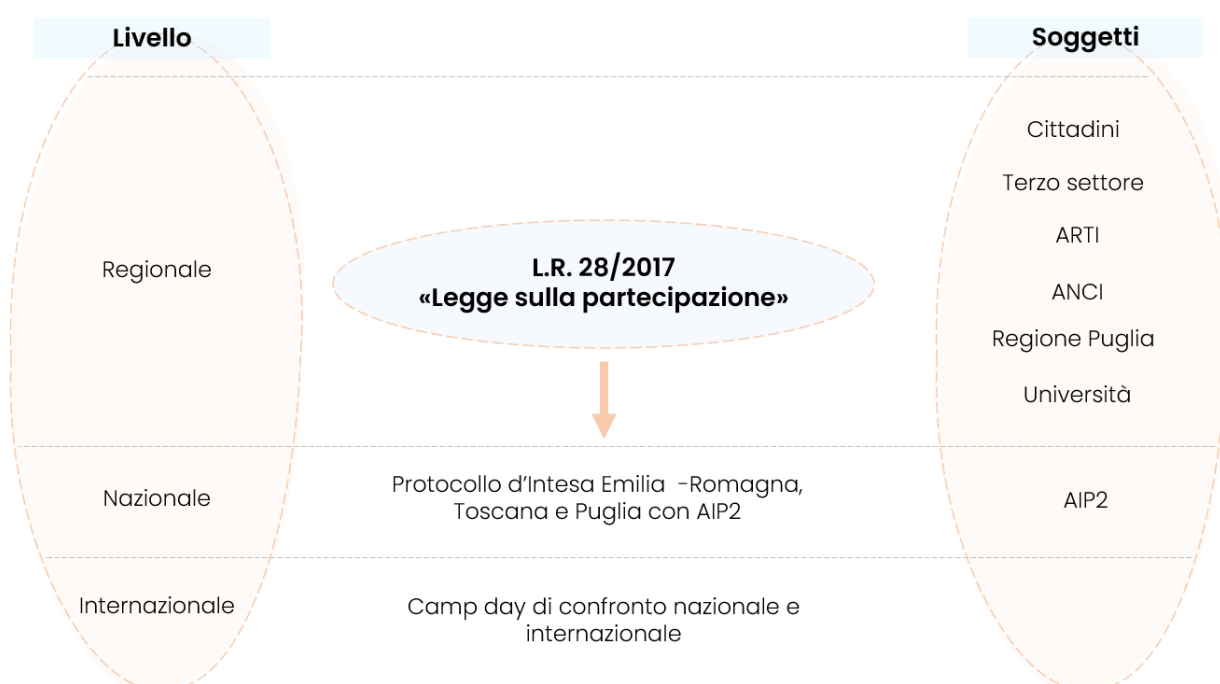 Livello
Soggetti
Cittadini
Terzo settore
ARTI
Regionale
L.R. 28/2017
«Legge sulla partecipazione»
ANCI
Regione Puglia
Università
Nazionale
Protocollo d’Intesa Emilia -Romagna,
Toscana e Puglia con AIP2
AIP2
Internazionale
Camp day di confronto nazionale e
internazionale